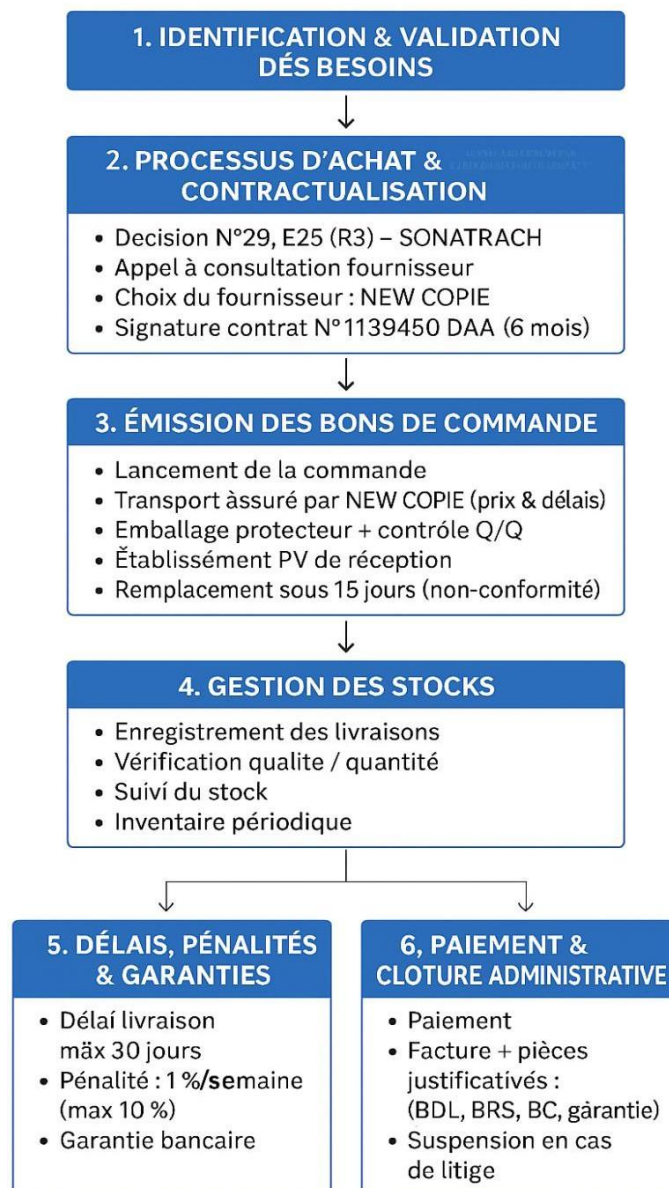 1. IDENTIFICATION & VALIDATION
DÉS BESOINS
2. PROCESSUS D'ACHAT &
CONTRACTUALISATION
• Decision N°29, E25 (R3) – SONATRACH
• Appel à consultation fournisseur
• Choix du fournisseur : NEW COPIE
• Signature contrat N° 1139450 DAA (6 mois)
3. ÉMISSION DES BONS DE COMMANDE
• Lancement de la commande
• Transport àssuré par NEW COPIE (prix & délais)
• Emballage protecteur + contróle Q/Q
• Ětablissément PV de réception
• Remplacement sous 15 jours (non-conformité)
4. GESTION DES STOCKS
• Enregistrement des livraisons
• Vérification qualite / quantité
• Suiví du stock
• Inventaire périodique
5. DÉLAIS, PÉNALITÉS
& GARANTIES
• Délaí livraison
mäx 30 jours
• Pénalité : 1 %/semaine
(max 10 %)
• Garantie bancaire
6, PAIEMENT &
CLOTURE ADMINISTRATIVE
• Paiement
• Facture + pièces
justificativés :
(BDL, BRS, BC, gàrantie)
• Suspension en cas
de litige